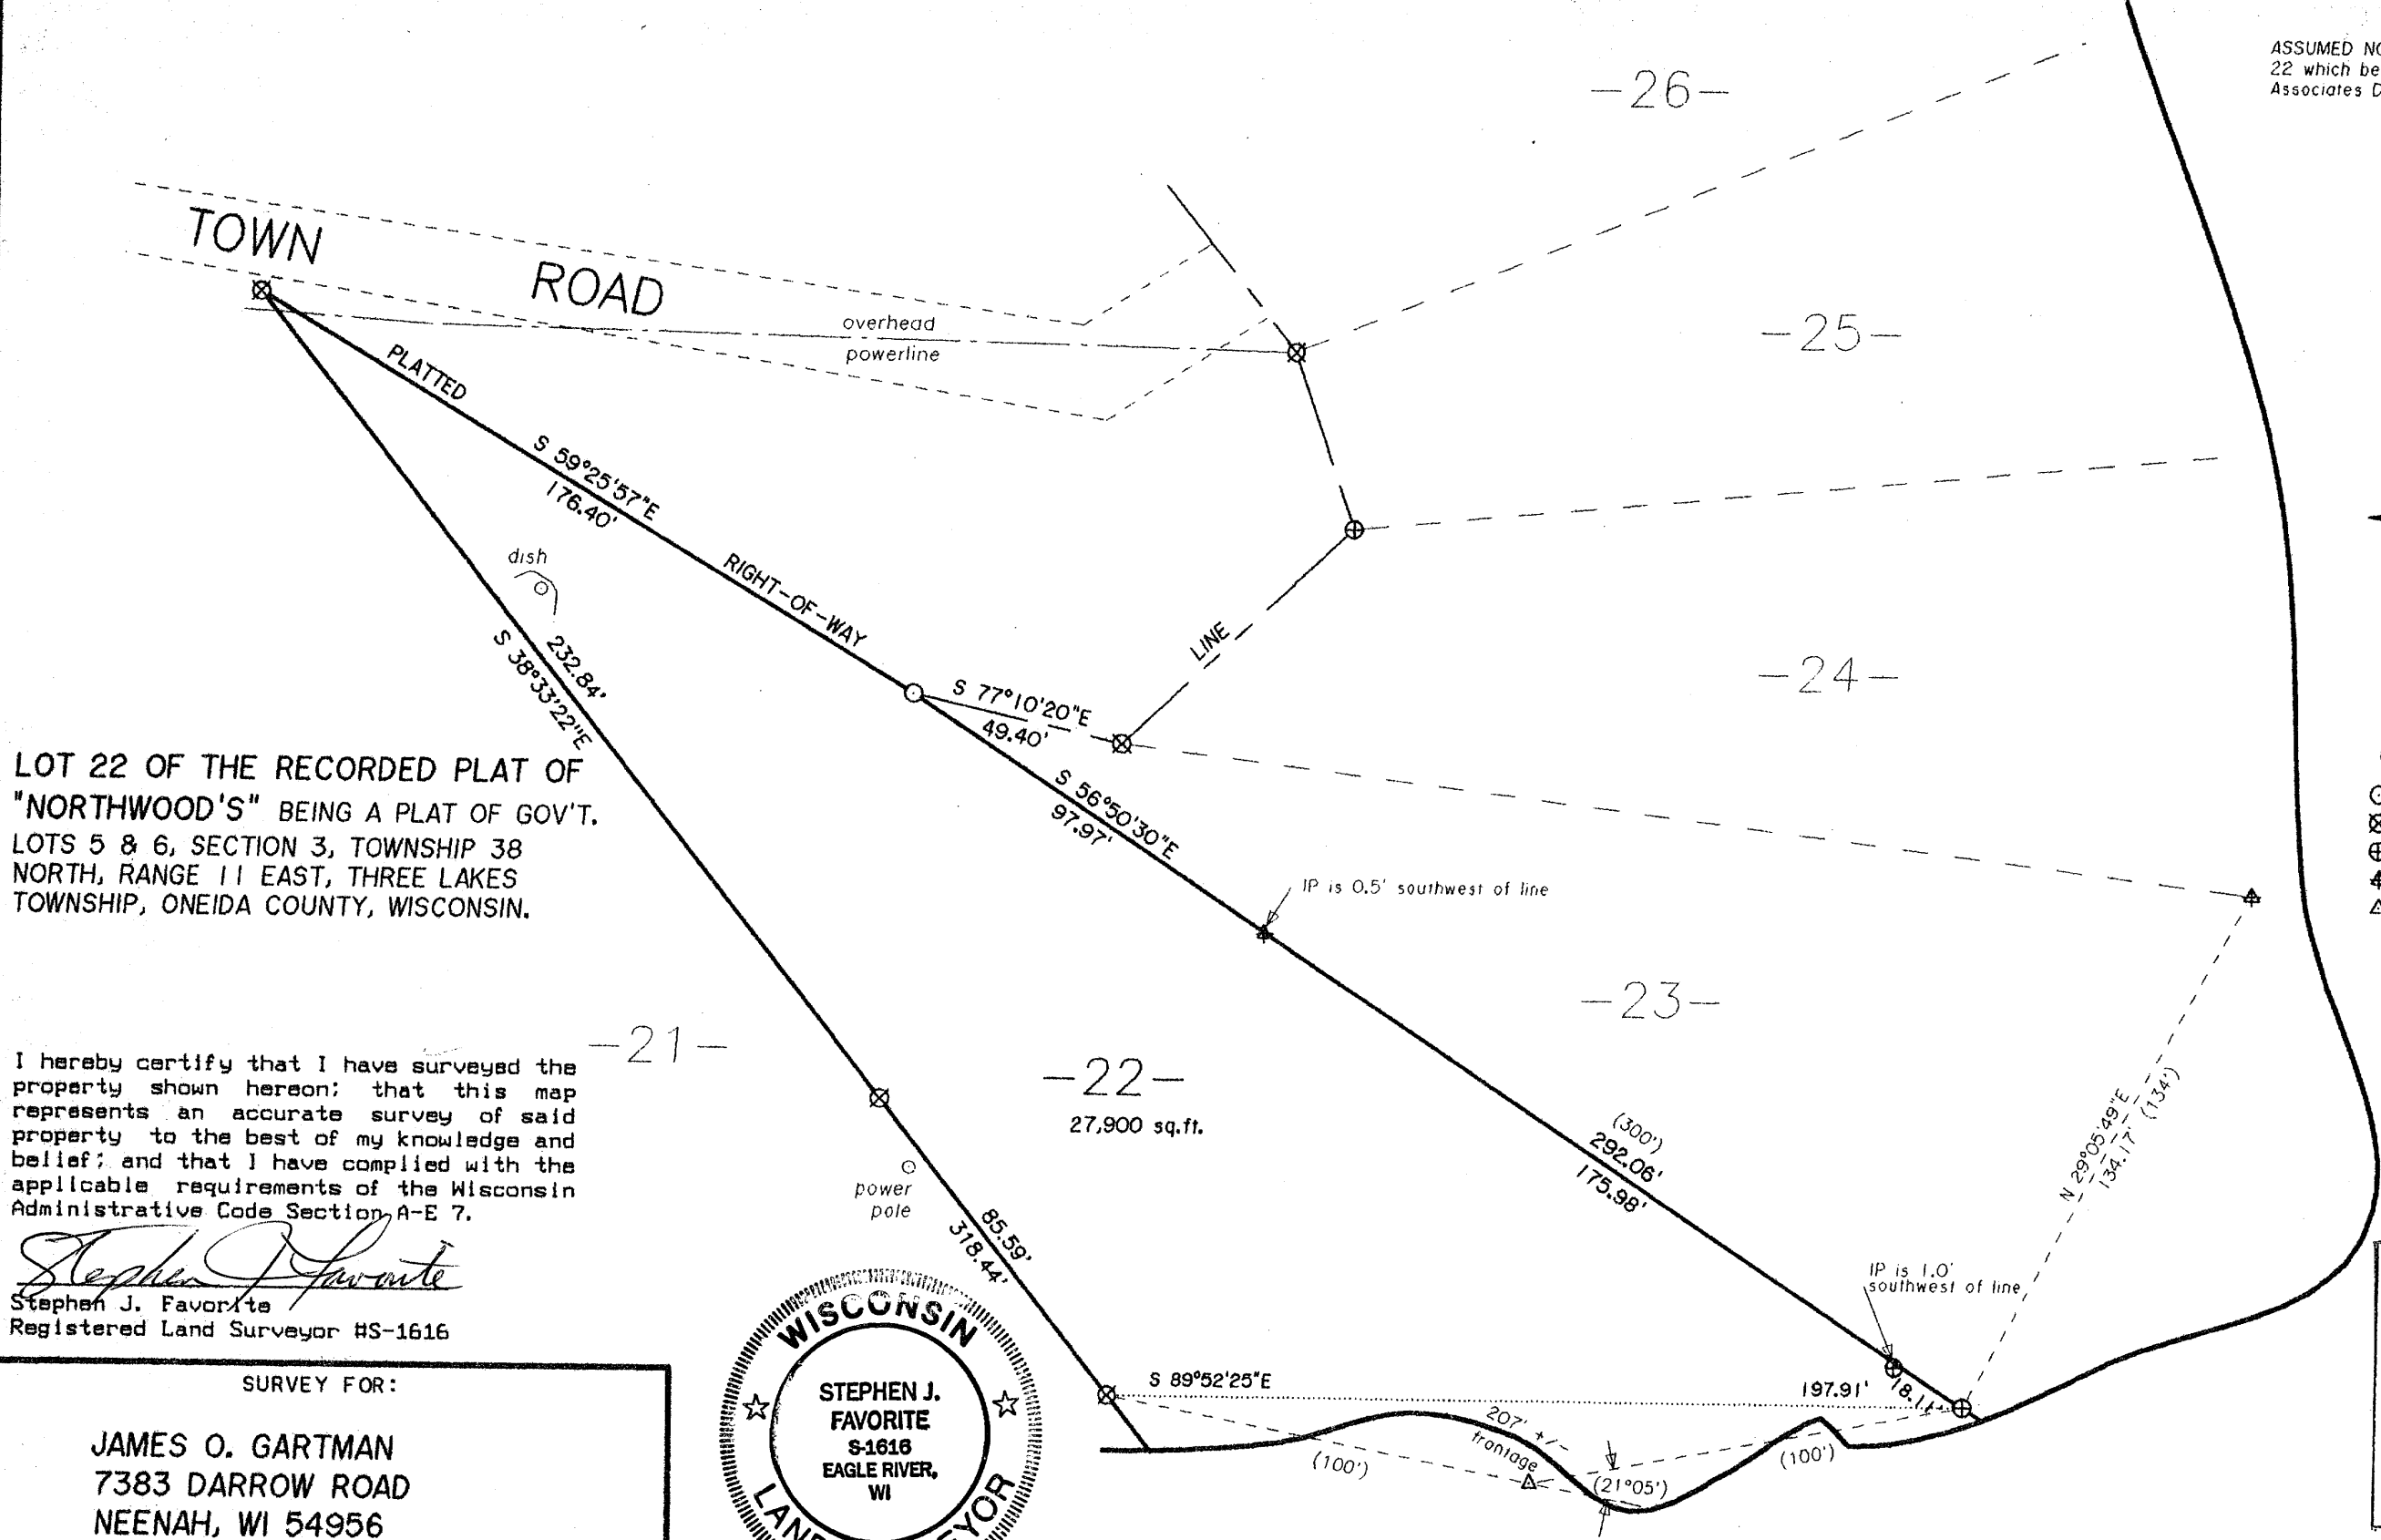 ASSUMED
22 which
Associates
-26-
TOWN
ROAD
overhead
powerline
-25-
PLATTED
S 59°25'57"E
176.40'
dish
RIGHT-OF-WAY
LINE
-24-
232.84'
S 38°33'22"E
S 77°10'20"E
49.40'
S 56°50'30"E
97.97'
LOT 22 OF THE RECORDED PLAT OF
"NORTHWOOD'S" BEING A PLAT OF GOV'T.
LOTS 5 & 6, SECTION 3, TOWNSHIP 38
NORTH, RANGE 11 EAST, THREE LAKES
TOWNSHIP, ONEIDA COUNTY, WISCONSIN.
IP is 0.5' southwest of line
-23-
-21-
-22-
27,900 sq.ft.
I hereby certify that I have surveyed the
property shown hereon; that this map
represents an accurate survey of said
property to the best of my knowledge and
belief; and that I have complied with the
applicable requirements of the Wisconsin
Administrative Code Section A-E 7.
Stephen J. Favorite
Stephen J. Favorite
Registered Land Surveyor #S-1616
power
pole
85.59'
318.44'
(300')
292.06'
175.98'
N 29°05'49"E
134.17' (134')
IP is 1.0'
southwest of line
18.11'
S 89°52'25"E
197.91'
207' +/-
frontage
(100')
(21°05')
(100')
WISCONSIN
STEPHEN J.
FAVORITE
S-1616
EAGLE RIVER,
WI
SURVEY FOR:
JAMES O. GARTMAN
7383 DARROW ROAD
NEENAH, WI 54956